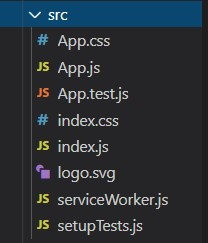 src
# App.css
JS App.js
JS App.test.js
# index.css
JS index.js
logo.svg
JS serviceWorker.js
JS setupTests.js